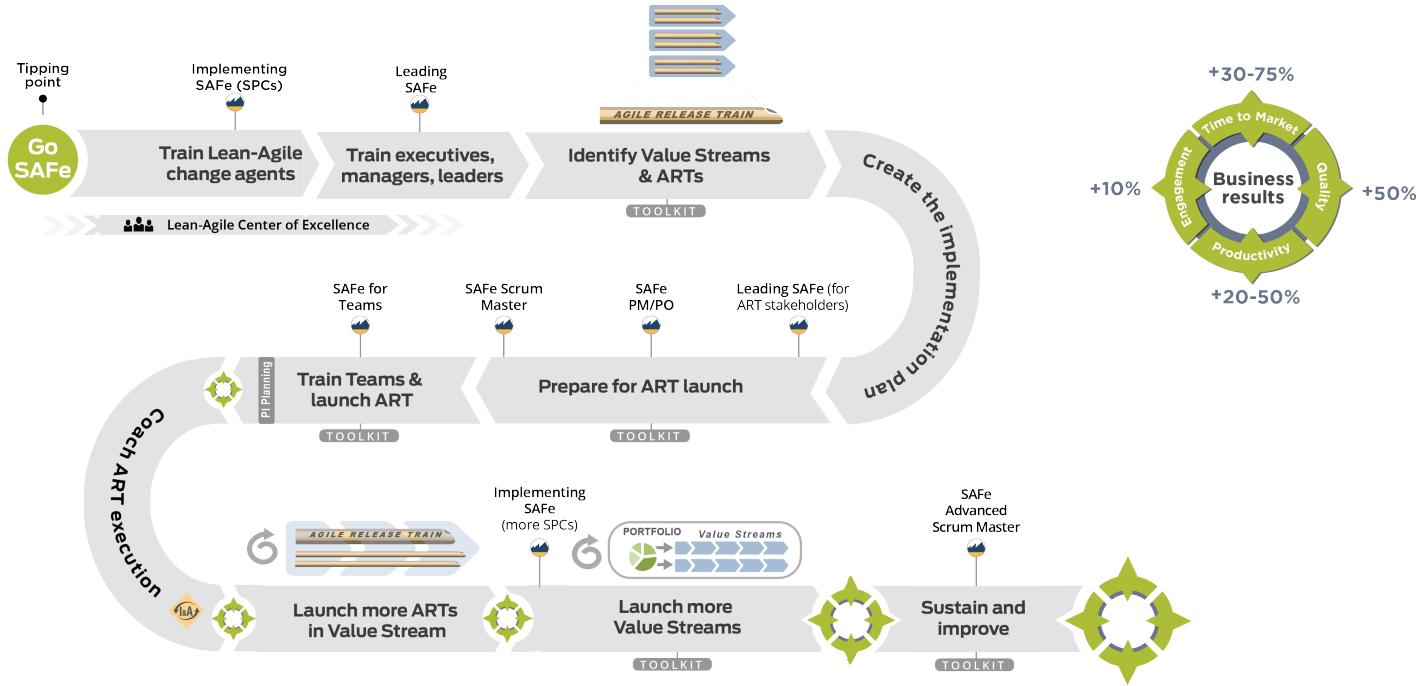 Tipping
point
Implementing
SAFe (SPCs)
Leading
SAFe
AGILE RELEASE TRAIN
Go
SAFe
Train Lean-Agile
change agents
Train executives,
managers, leaders
Identify Value Streams
& ARTs
TOOLKIT
Create the implementation plan
Lean-Agile Center of Excellence
+30-75%
Time to Market
Engagement
+10%
Business
results
Quality
+50%
Productivity
+20-50%
SAFe for
Teams
SAFe Scrum
Master
SAFe
PM/PO
Leading SAFe (for
ART stakeholders)
PI Planning
Train Teams &
launch ART
TOOLKIT
Prepare for ART launch
TOOLKIT
Coach ART execution
I&A
AGILE RELEASE TRAIN
Implementing
SAFe
(more SPCs)
PORTFOLIO
Value Streams
SAFe
Advanced
Scrum Master
Launch more ARTs
in Value Stream
Launch more
Value Streams
TOOLKIT
Sustain and
improve
TOOLKIT